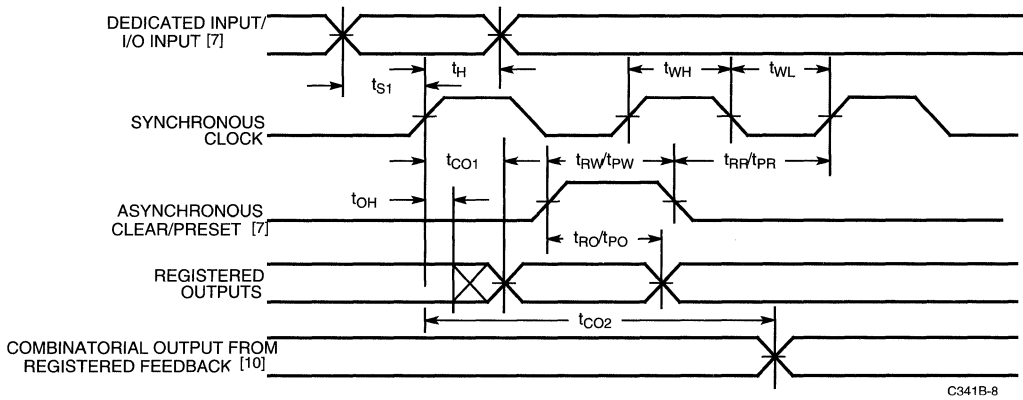 DEDICATED INPUT/
I/O INPUT [7]
tH
tWH
tWL
tS1
SYNCHRONOUS
CLOCK
tCO1
tRW/tPW
tRR/tPR
tOH
ASYNCHRONOUS
CLEAR/PRESET [7]
tRO/tPO
REGISTERED
OUTPUTS
tCO2
COMBINATORIAL OUTPUT FROM
REGISTERED FEEDBACK [10]
C341B-8